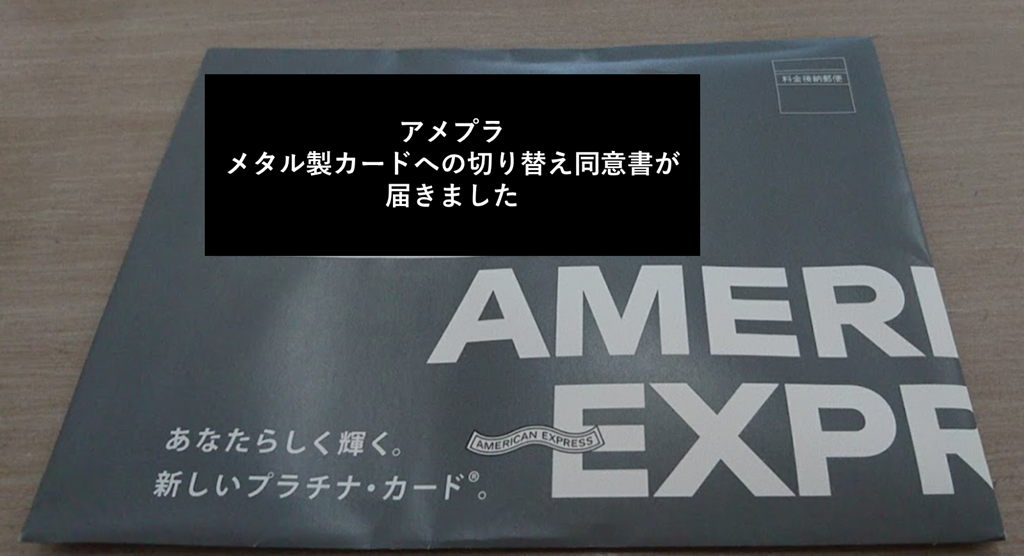 料金後納郵便
アメプラ
メタル製カードへの切り替え同意書が
届きました
AMERI
EXPR
AMERICAN EXPRESS
あなたらしく輝く。
新しいプラチナ・カード®。